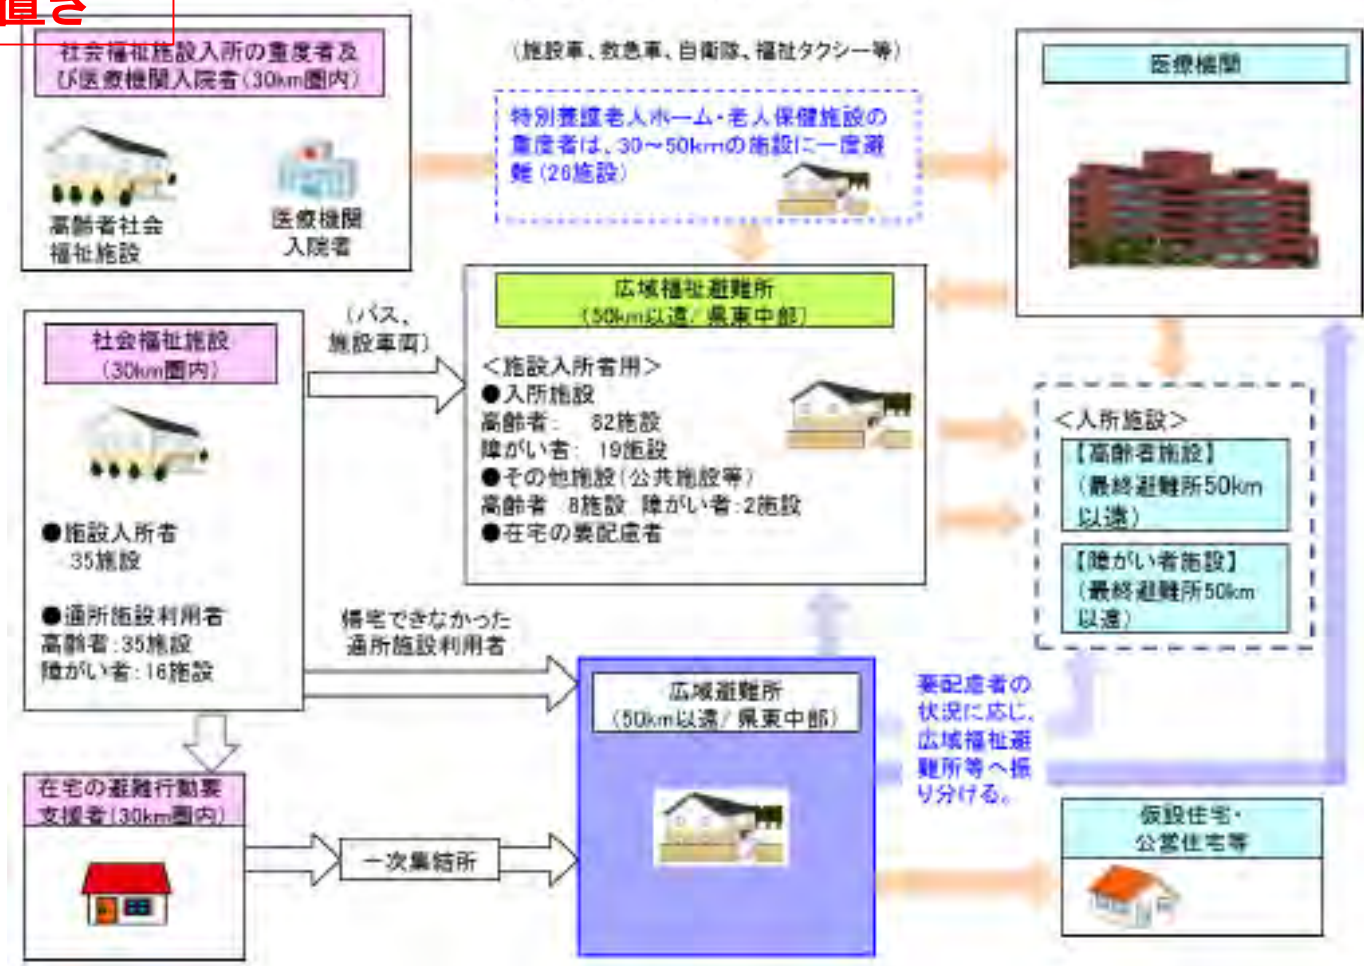 置き
社会福祉施設入所の重度者及
び医療機関入院者(30km圏内)
高齢者社会
福祉施設
医療機関
入院者
(施設車、救急車、自衛隊、福祉タクシー等)
特別養護老人ホーム・老人保健施設の
重度者は、30～50kmの施設に一度避
難(26施設)
医療機関
社会福祉施設
(30km圏内)
●施設入所者
35施設
●通所施設利用者
高齢者:35施設
障がい者:16施設
(バス、
施設車両)
広域福祉避難所
(50km以遠/県東中部)
＜施設入所者用＞
●入所施設
高齢者: 82施設
障がい者: 19施設
●その他施設(公共施設等)
高齢者 8施設 障がい者:2施設
●在宅の要配慮者
＜入所施設＞
【高齢者施設】
(最終避難所50km
以遠)
【障がい者施設】
(最終避難所50km
以遠)
帰宅できなかった
通所施設利用者
広域避難所
(50km以遠/県東中部)
要配慮者の
状況に応じ、
広域福祉避
難所等へ振
り分ける。
在宅の避難行動要
支援者(30km圏内)
一次集結所
仮設住宅・
公営住宅等